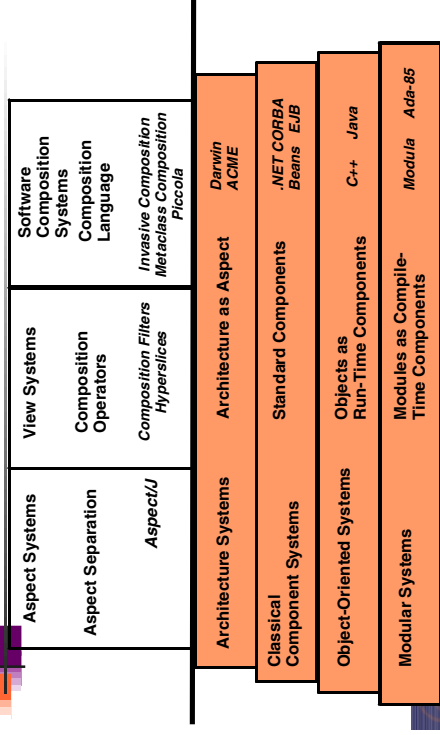 Aspect Systems
Aspect Separation
Aspect/J
View Systems
Composition
Operators
Composition Filters
Hyperslices
Software
Composition
Systems
Composition
Language
Invasive Composition
Metaclass Composition
Piccola
Architecture Systems
Architecture as Aspect
Darwin
ACME
Classical
Component Systems
Standard Components
.NET CORBA
Beans EJB
Object-Oriented Systems
Objects as
Run-Time Components
C++ Java
Modular Systems
Modules as Compile-
Time Components
Modula Ada-85